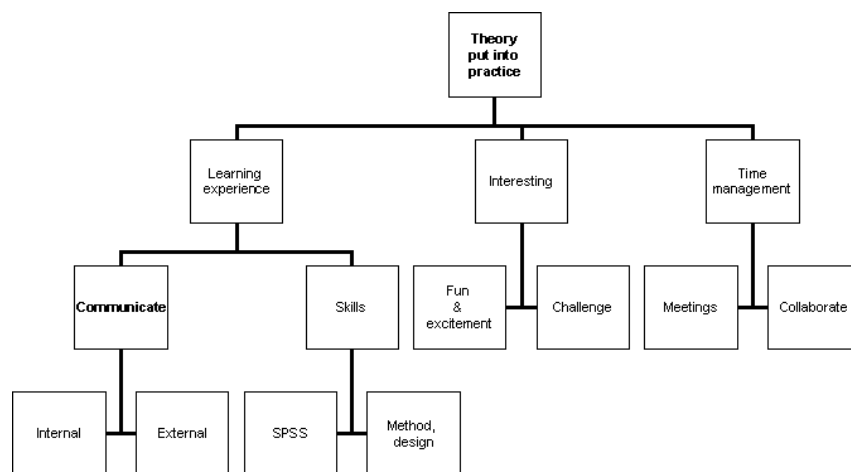 Theory
put into
practice
Learning
experience
Interesting
Time
management
Communicate
Skills
Fun
&
excitement
Challenge
Meetings
Collaborate
Internal
External
SPSS
Method,
design